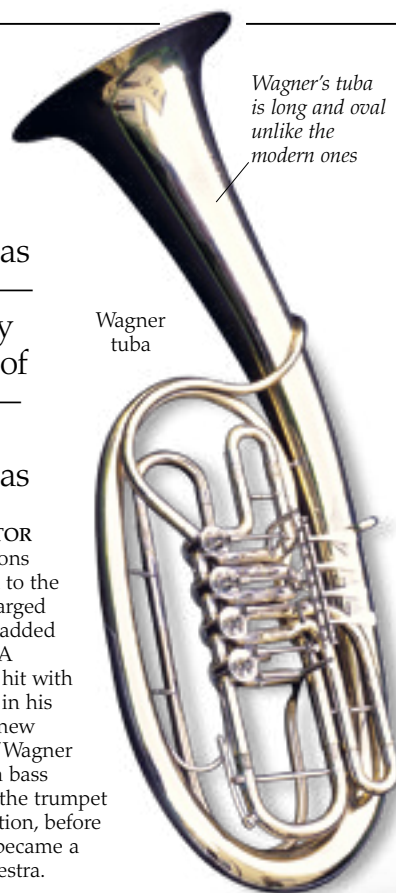 Wagner's tuba
is long and oval
unlike the
modern ones
as
y
of
Wagner
tuba
as
TOR
ons
to the
arged
added
A
hit with
in his
new
Wagner
bass
the trumpet
tion, before
became a
estra.